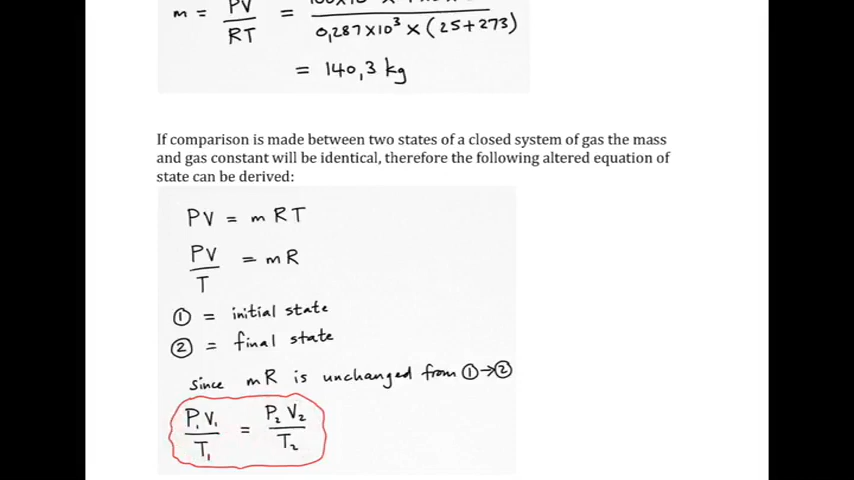 m = PV/RT =
0,287×10³ × (25+273)
= 140,3 kg
If comparison is made between two states of a closed system of gas the mass
and gas constant will be identical, therefore the following altered equation of
state can be derived:
PV = mRT
PV/T = mR
① = initial state
② = final state
since mR is unchanged from ①→②
P₁V₁/T₁ = P₂V₂/T₂